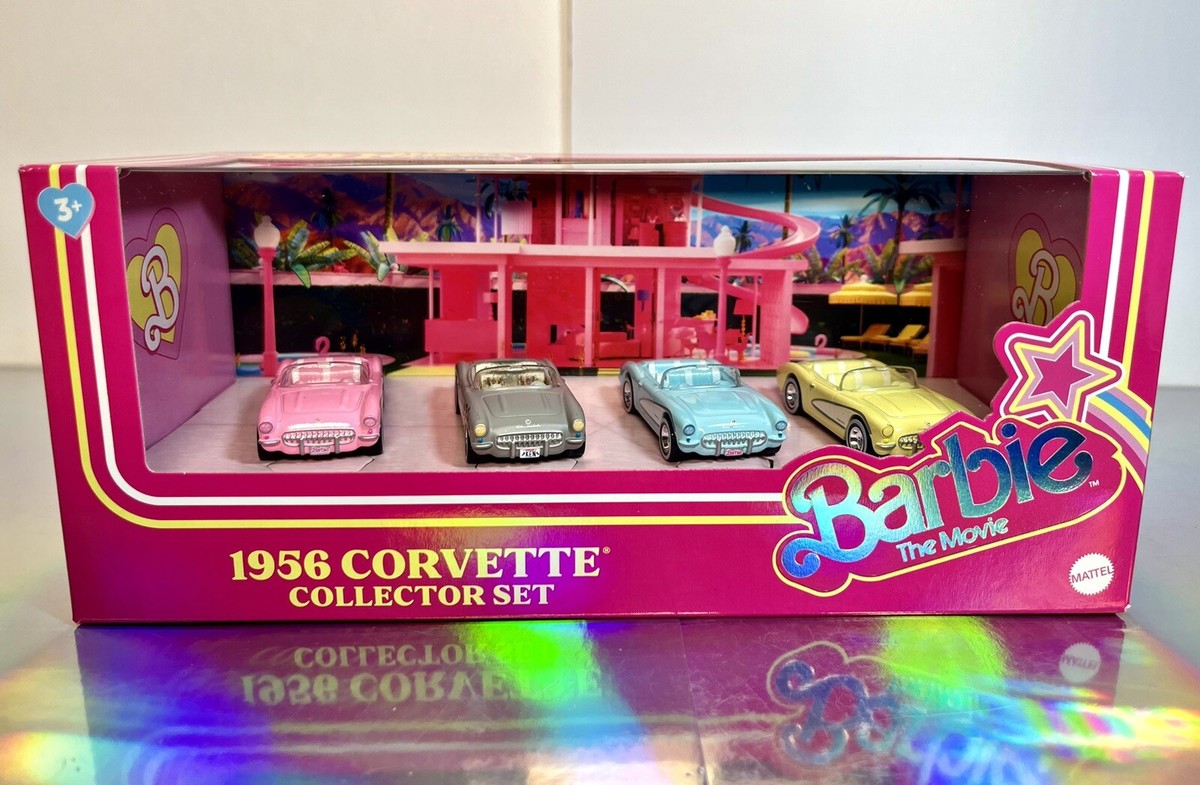 3+
B
B
1956 CORVETTE®
COLLECTOR SET
Barbie™
The Movie
MATTEL